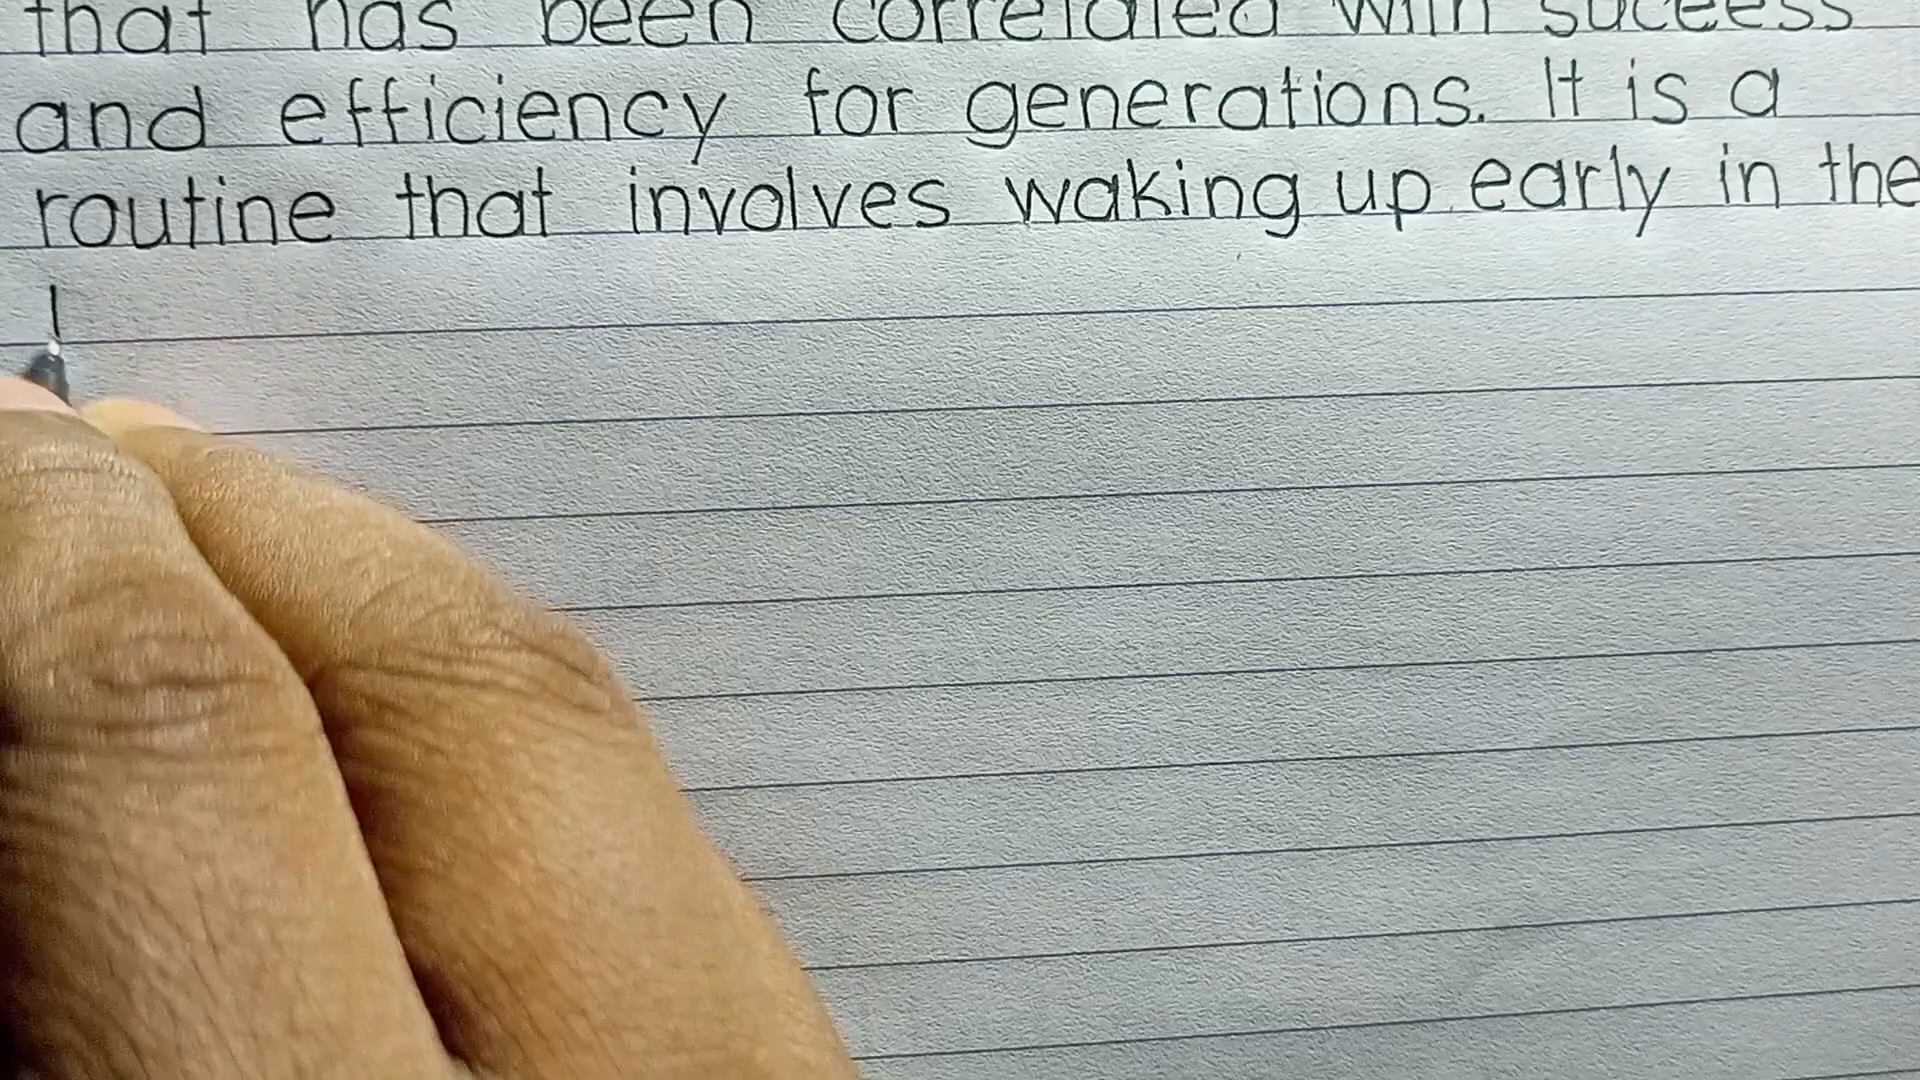 that has been correlated with suceess
and efficiency for generations. It is a
routine that involves waking up early in the